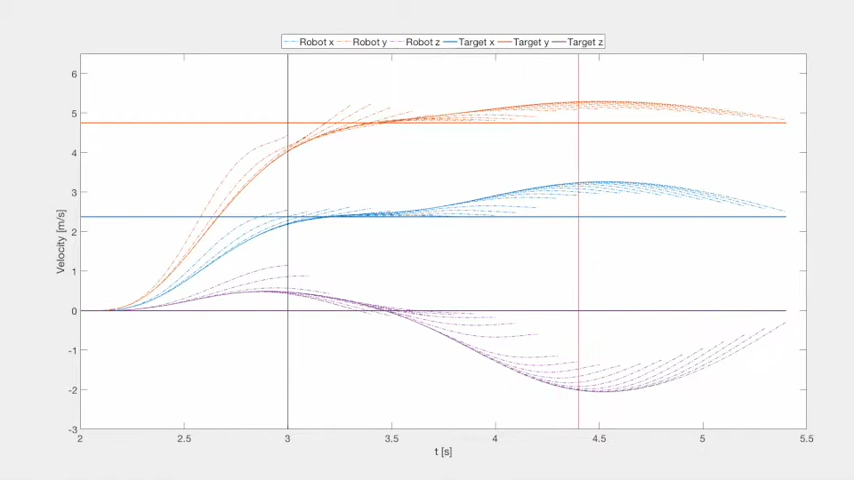 Robot x Robot y Robot z Target x Target y Target z
6
5
4
3
2
1
0
-1
-2
-3
Velocity [m/s]
2 2.5 3 3.5 4 4.5 5 5.5
t [s]